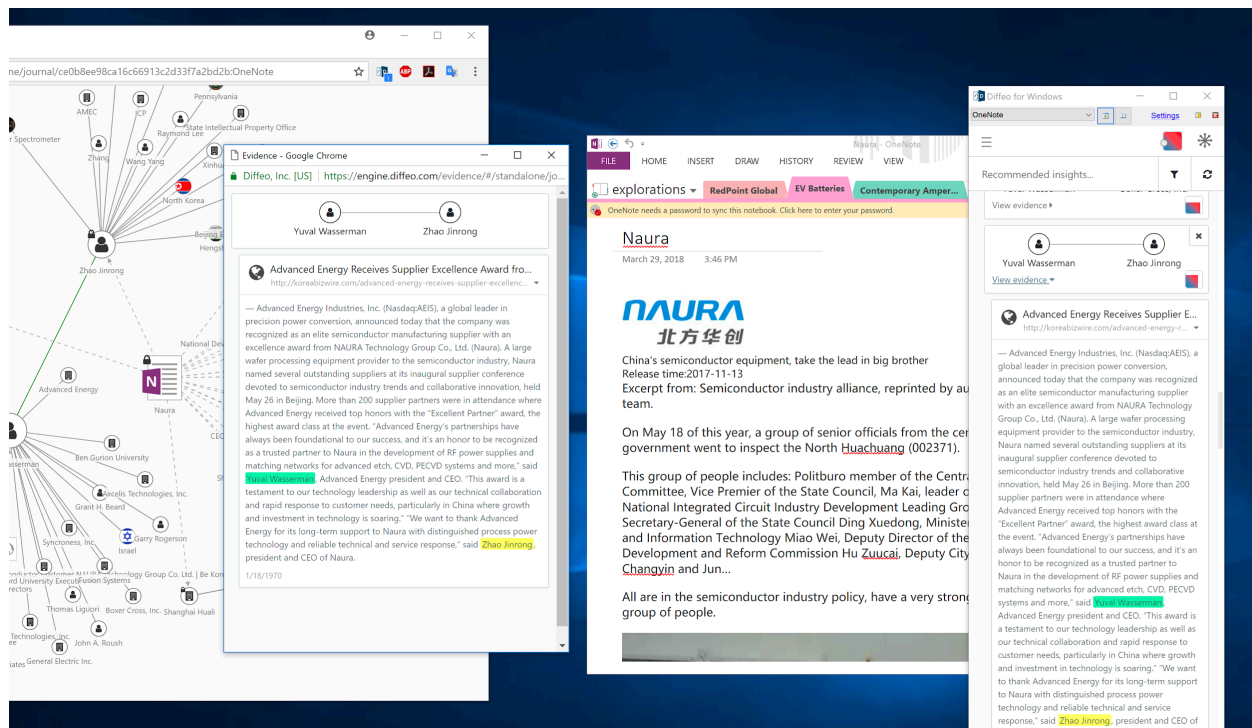 ne/journal/ce0b8ee98ca16c66913c2d33f7a2bd2b:OneNote
Pennsylvania
AMEC
ICP
State Intellectual Property Office
Raymond Lee
r Spectrometer
Zhang
Wang Yang
Xinhu
North Korea
Beijing E
Hengsh
Zhao Jinrong
National Dev
Advanced Energy
N
Naura
CEC
Ben Gurion University
sserman
Axcelis Technologies, Inc.
Grant H. Beard
Syncroness, Inc.
Garry Rogerson
Israel
Fusion Systems
Thomas Liguori
Boxer Cross, Inc.
Shanghai Huali
Technologies, Inc.
John A. Roush
General Electric Inc.
Evidence - Google Chrome
Diffeo, Inc. [US] | https://engine.diffeo.com/evidence/#/standalone/jo...
Yuval Wasserman
Zhao Jinrong
Advanced Energy Receives Supplier Excellence Award fro...
http://koreabizwire.com/advanced-energy-receives-supplier-excellenc...
— Advanced Energy Industries, Inc. (Nasdaq:AEIS), a global leader in
precision power conversion, announced today that the company was
recognized as an elite semiconductor manufacturing supplier with an
excellence award from NAURA Technology Group Co., Ltd. (Naura). A large
wafer processing equipment provider to the semiconductor industry, Naura
named several outstanding suppliers at its inaugural supplier conference
devoted to semiconductor industry trends and collaborative innovation, held
May 26 in Beijing. More than 200 supplier partners were in attendance where
Advanced Energy received top honors with the "Excellent Partner" award, the
highest award class at the event. "Advanced Energy's partnerships have
always been foundational to our success, and it's an honor to be recognized
as a trusted partner to Naura in the development of RF power supplies and
matching networks for advanced etch, CVD, PECVD systems and more," said
Yuval Wasserman, Advanced Energy president and CEO. "This award is a
testament to our technology leadership as well as our technical collaboration
and rapid response to customer needs, particularly in China where growth
and investment in technology is soaring." "We want to thank Advanced
Energy for its long-term support to Naura with distinguished process power
technology and reliable technical and service response," said Zhao Jinrong,
president and CEO of Naura.
1/18/1970
Naura - OneNote
FILE HOME INSERT DRAW HISTORY REVIEW VIEW
explorations RedPoint Global EV Batteries Contemporary Amper...
OneNote needs a password to sync this notebook. Click here to enter your password.
Naura
March 29, 2018 3:46 PM
NAURA
北方华创
China's semiconductor equipment, take the lead in big brother
Release time:2017-11-13
Excerpt from: Semiconductor industry alliance, reprinted by au
team.
On May 18 of this year, a group of senior officials from the cer
government went to inspect the North Huachuang (002371).
This group of people includes: Politburo member of the Centra
Committee, Vice Premier of the State Council, Ma Kai, leader o
National Integrated Circuit Industry Development Leading Gro
Secretary-General of the State Council Ding Xuedong, Ministe
and Information Technology Miao Wei, Deputy Director of the
Development and Reform Commission Hu Zuucai, Deputy City
Changyin and Jun...
All are in the semiconductor industry policy, have a very strong
group of people.
Diffeo for Windows
OneNote
Settings
Recommended insights...
View evidence
Yuval Wasserman
Zhao Jinrong
View evidence
Advanced Energy Receives Supplier E...
http://koreabizwire.com/advanced-energy-r...
— Advanced Energy Industries, Inc. (Nasdaq:AEIS), a
global leader in precision power conversion,
announced today that the company was recognized
as an elite semiconductor manufacturing supplier
with an excellence award from NAURA Technology
Group Co., Ltd. (Naura). A large wafer processing
equipment provider to the semiconductor industry,
Naura named several outstanding suppliers at its
inaugural supplier conference devoted to
semiconductor industry trends and collaborative
innovation, held May 26 in Beijing. More than 200
supplier partners were in attendance where
Advanced Energy received top honors with the
"Excellent Partner" award, the highest award class at
the event. "Advanced Energy's partnerships have
always been foundational to our success, and it's an
honor to be recognized as a trusted partner to
Naura in the development of RF power supplies and
matching networks for advanced etch, CVD, PECVD
systems and more," said Yuval Wasserman,
Advanced Energy president and CEO. "This award is
a testament to our technology leadership as well as
our technical collaboration and rapid response to
customer needs, particularly in China where growth
and investment in technology is soaring." "We want
to thank Advanced Energy for its long-term support
to Naura with distinguished process power
technology and reliable technical and service
response," said Zhao Jinrong, president and CEO of